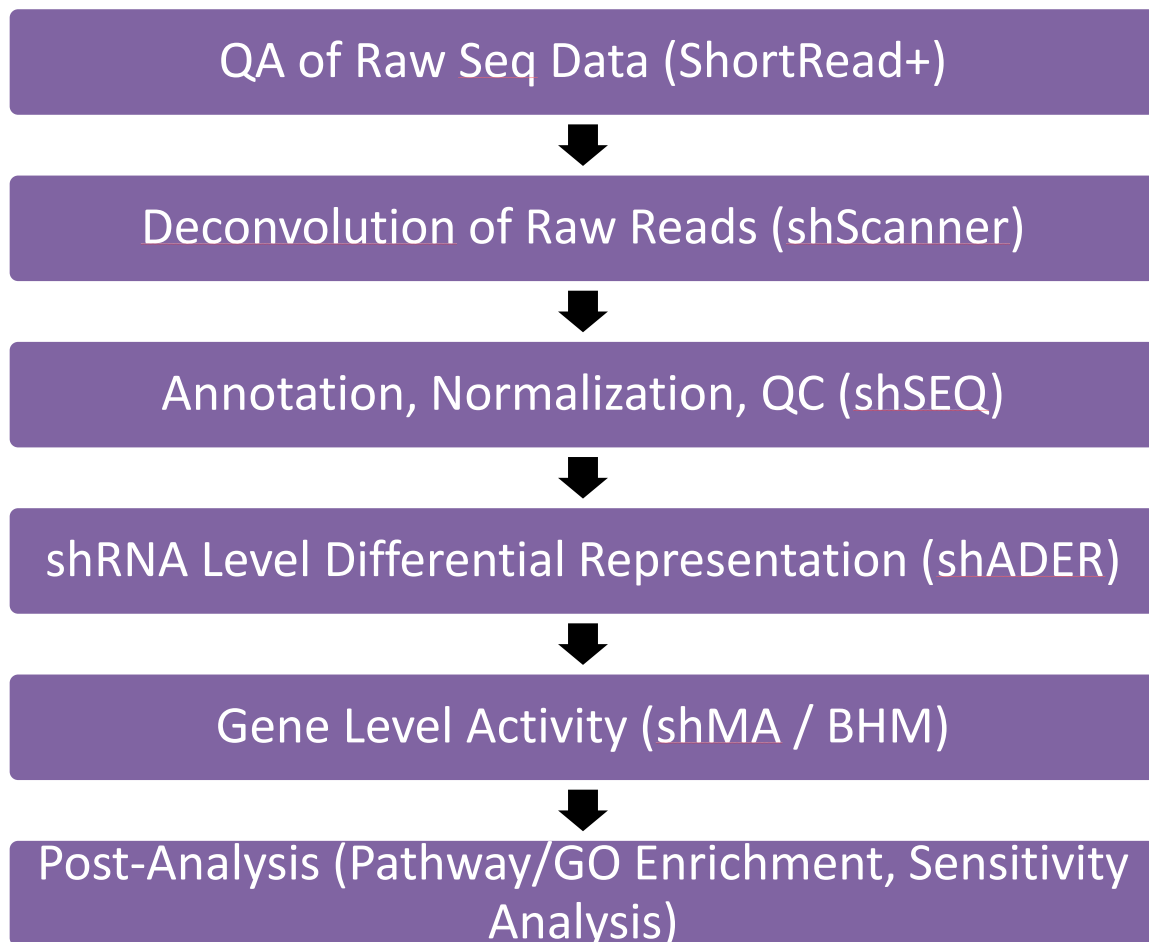 QA of Raw Seq Data (ShortRead+)
Deconvolution of Raw Reads (shScanner)
Annotation, Normalization, QC (shSEQ)
shRNA Level Differential Representation (shADER)
Gene Level Activity (shMA / BHM)
Post-Analysis (Pathway/GO Enrichment, Sensitivity
Analysis)